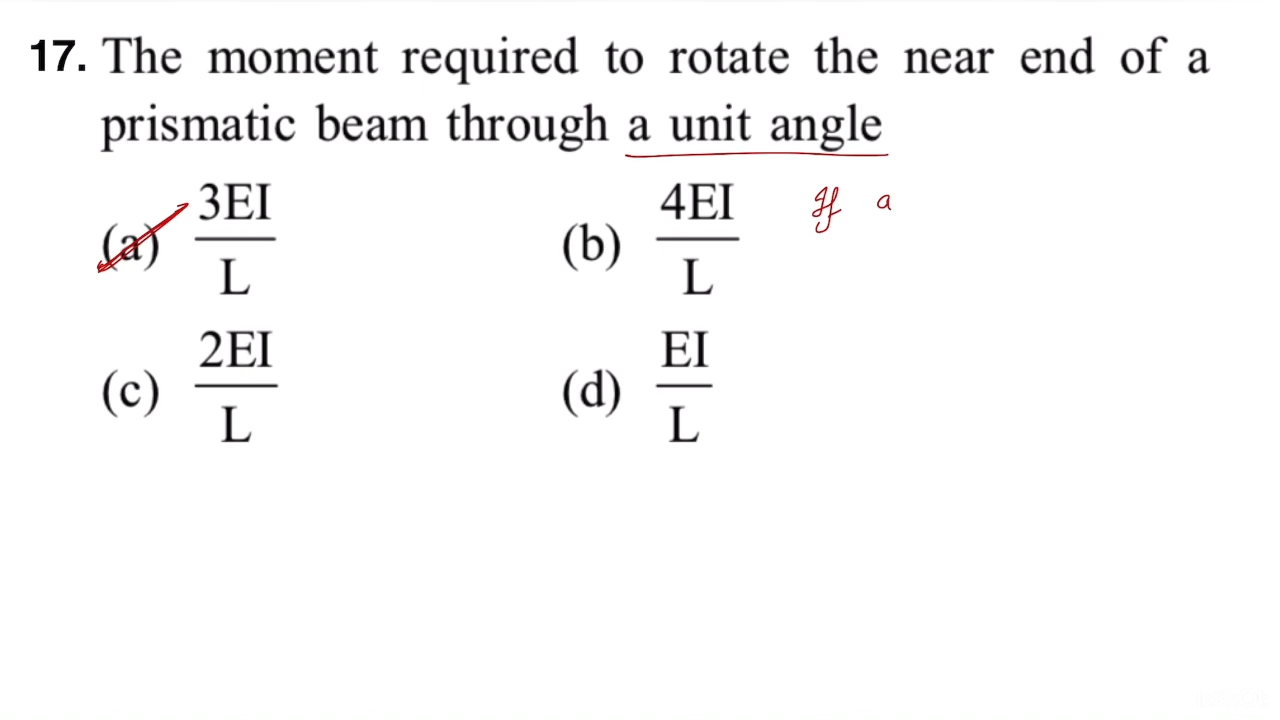 17. The moment required to rotate the near end of a
prismatic beam through a unit angle
(a) 3EI/L (b) 4EI/L If a
(c) 2EI/L (d) EI/L